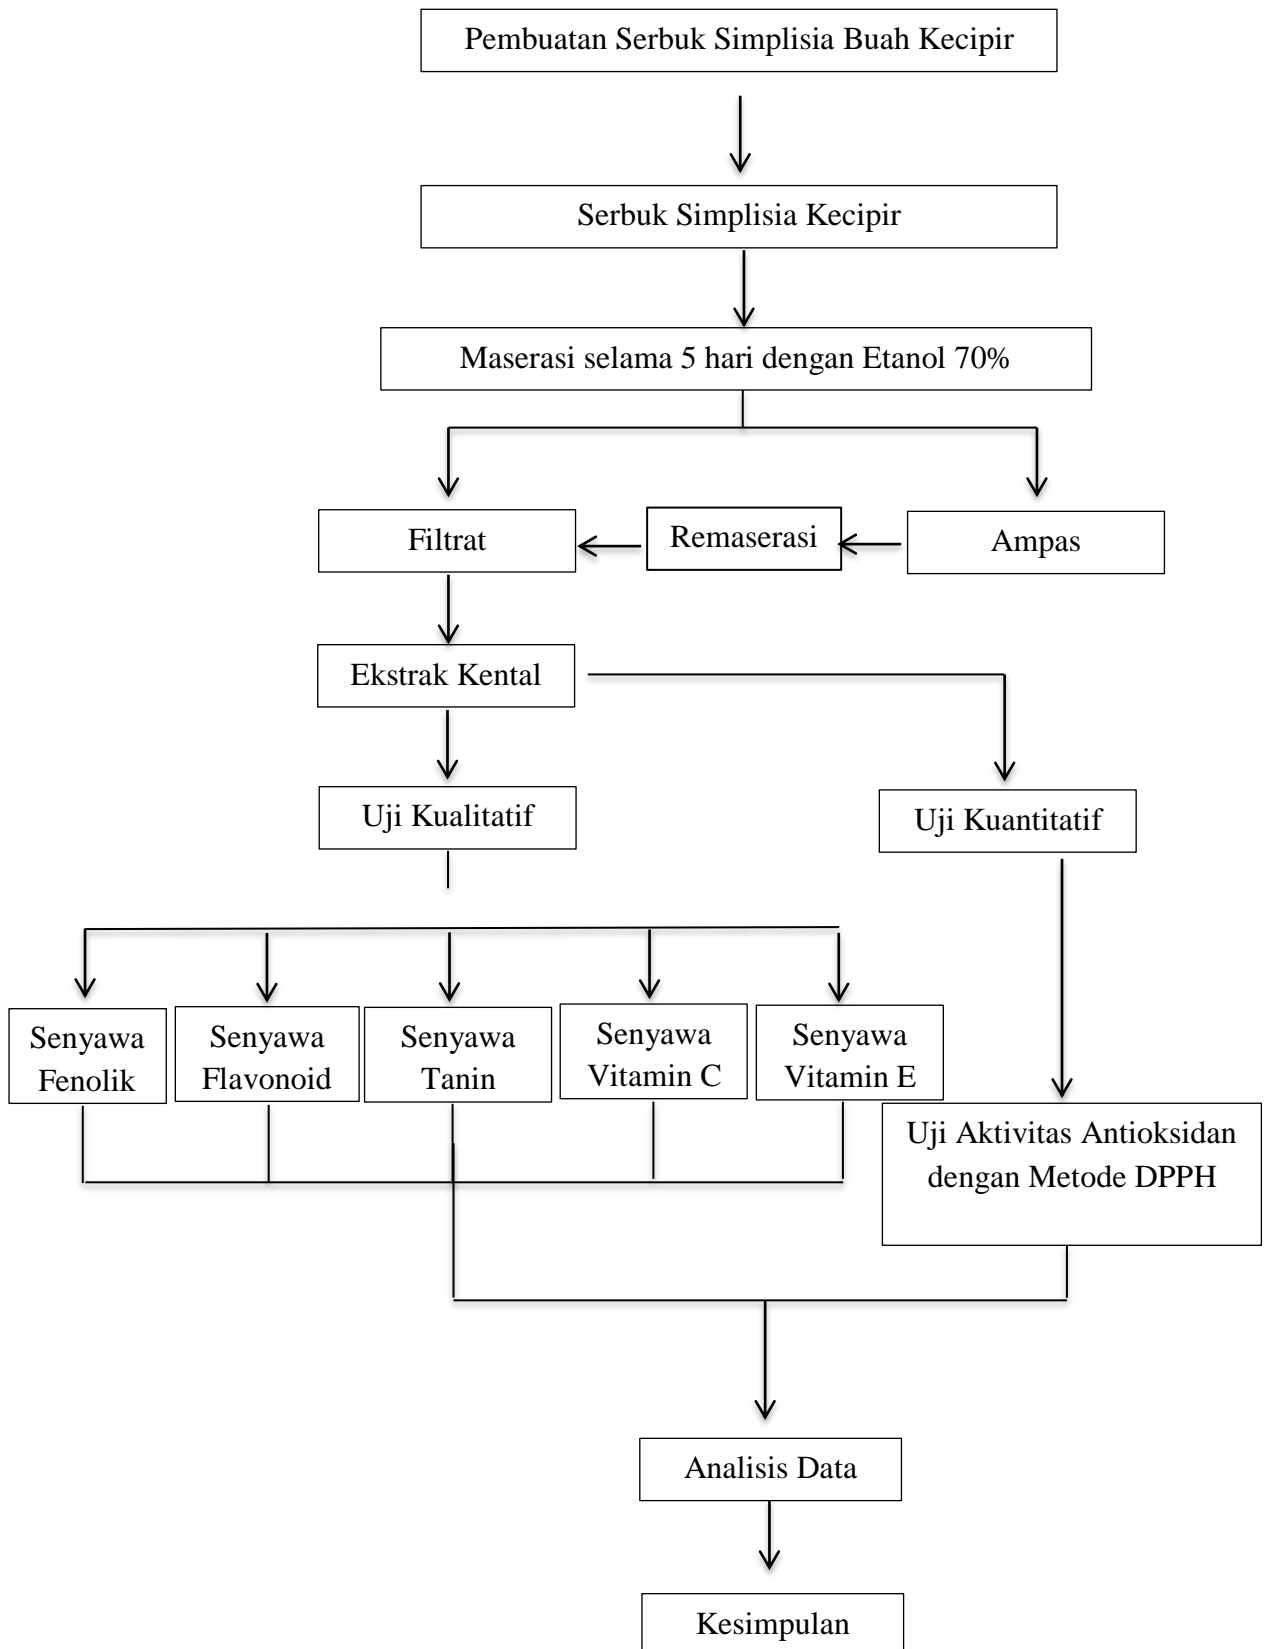 Pembuatan Serbuk Simplisia Buah Kecipir
Serbuk Simplisia Kecipir
Maserasi selama 5 hari dengan Etanol 70%
Filtrat
Remaserasi
Ampas
Ekstrak Kental
Uji Kualitatif
Uji Kuantitatif
Senyawa
Fenolik
Senyawa
Flavonoid
Senyawa
Tanin
Senyawa
Vitamin C
Senyawa
Vitamin E
Uji Aktivitas Antioksidan
dengan Metode DPPH
Analisis Data
Kesimpulan